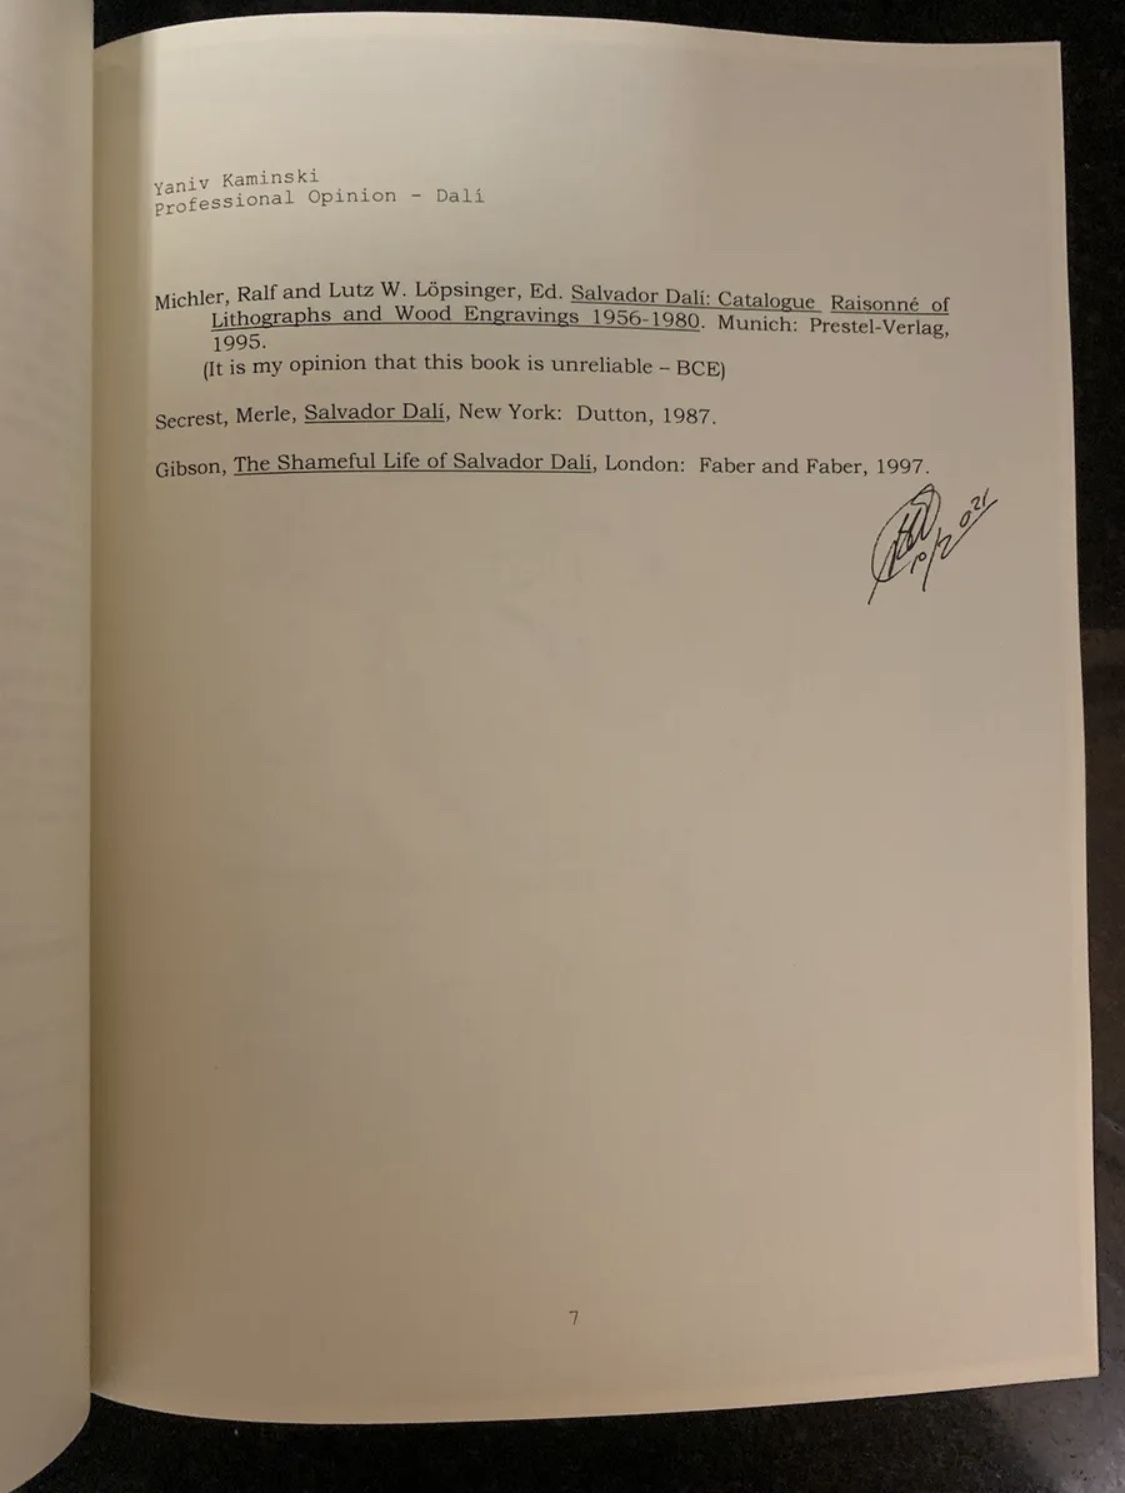 Yaniv Kaminski
Professional Opinion - Dalí
Michler, Ralf and Lutz W. Löpsinger, Ed. Salvador Dalí: Catalogue Raisonné of
Lithographs and Wood Engravings 1956-1980. Munich: Prestel-Verlag,
1995.
(It is my opinion that this book is unreliable – BCE)
Secrest, Merle, Salvador Dalí, New York: Dutton, 1987.
Gibson, The Shameful Life of Salvador Dalí, London: Faber and Faber, 1997.
7